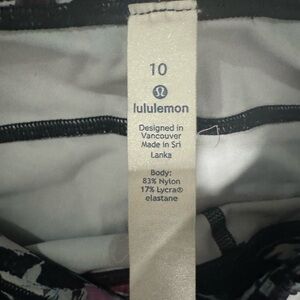 10
lululemon
Designed in
Vancouver
Made in Sri
Lanka
Body:
83% Nylon
17% Lycra®
elastane